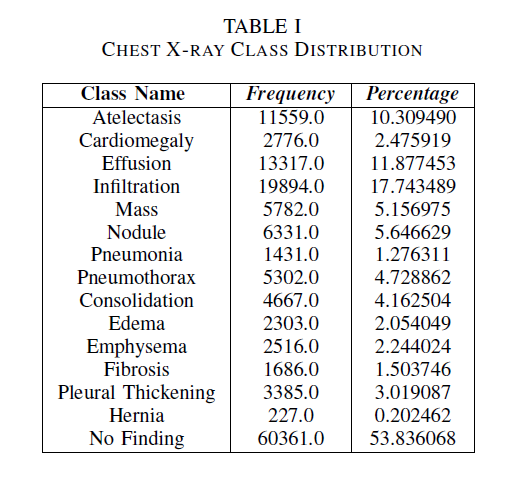 TABLE I
CHEST X-RAY CLASS DISTRIBUTION
Class Name Frequency Percentage
Atelectasis 11559.0 10.309490
Cardiomegaly 2776.0 2.475919
Effusion 13317.0 11.877453
Infiltration 19894.0 17.743489
Mass 5782.0 5.156975
Nodule 6331.0 5.646629
Pneumonia 1431.0 1.276311
Pneumothorax 5302.0 4.728862
Consolidation 4667.0 4.162504
Edema 2303.0 2.054049
Emphysema 2516.0 2.244024
Fibrosis 1686.0 1.503746
Pleural Thickening 3385.0 3.019087
Hernia 227.0 0.202462
No Finding 60361.0 53.836068